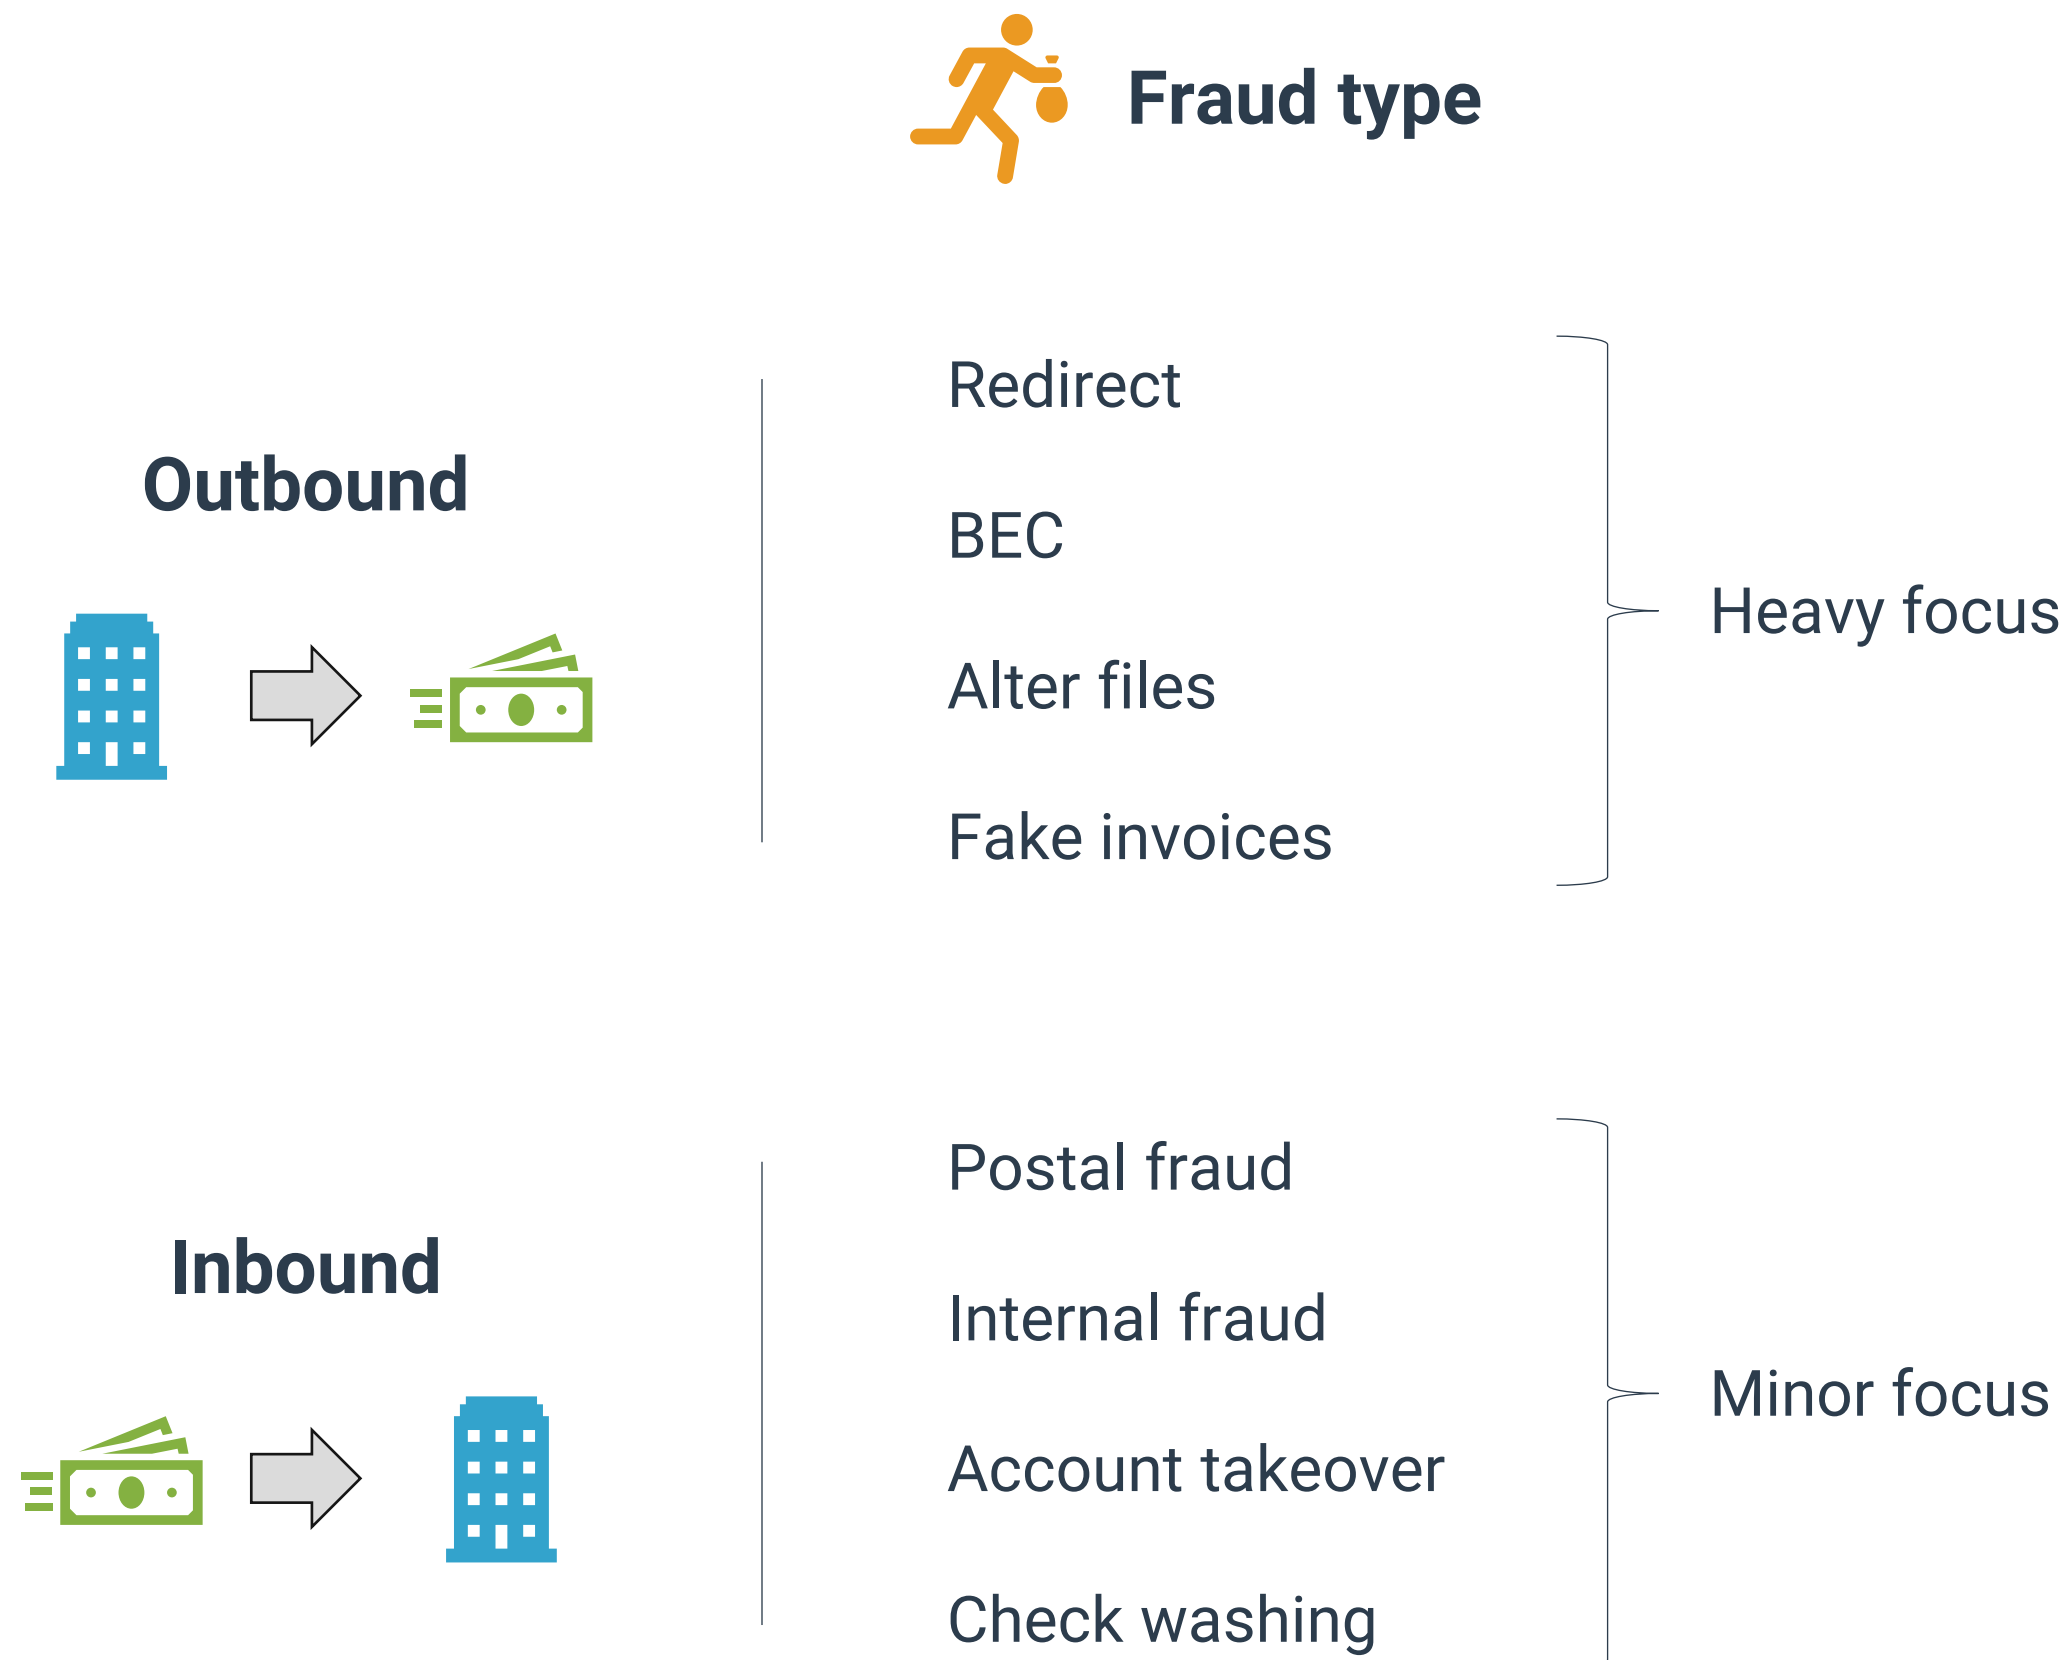 Fraud type
Outbound
Redirect
BEC
Alter files
Fake invoices
Heavy focus
Inbound
Postal fraud
Internal fraud
Account takeover
Check washing
Minor focus